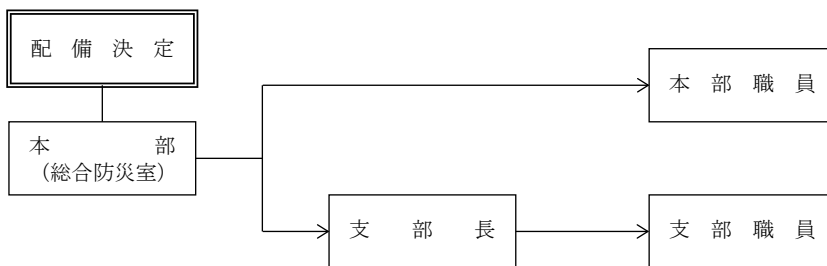 配備決定
本部職員
本部
（総合防災室）
支部長
支部職員